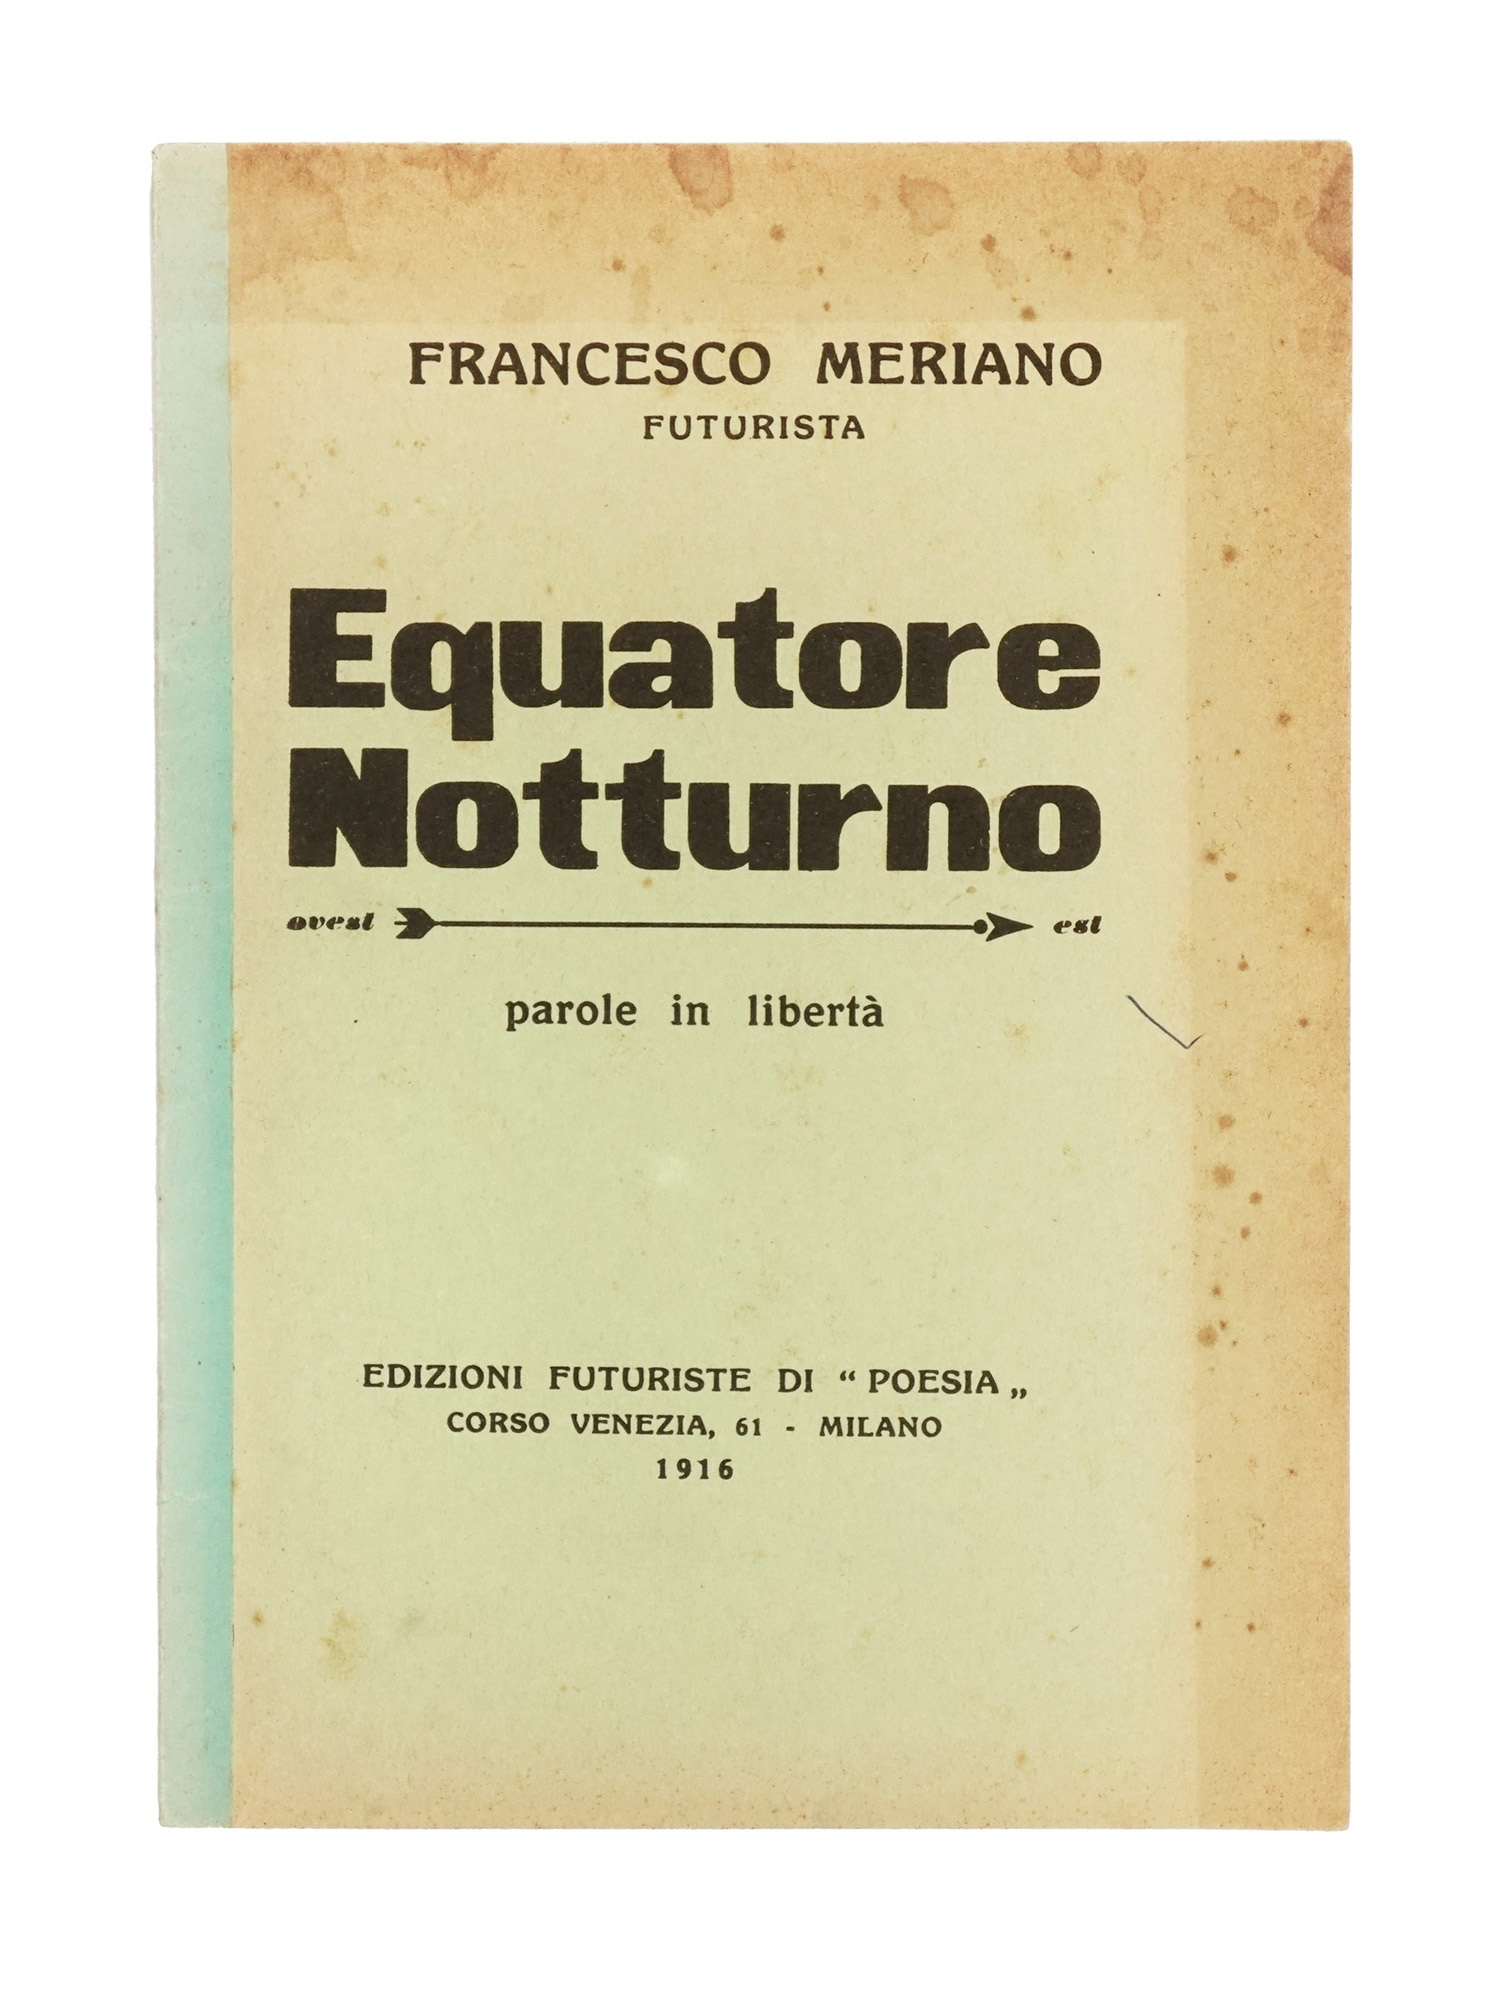 FRANCESCO MERIANO
FUTURISTA
Equatore
Notturno
ovest est
parole in libertà
EDIZIONI FUTURISTE DI “ POESIA „
CORSO VENEZIA, 61 - MILANO
1916